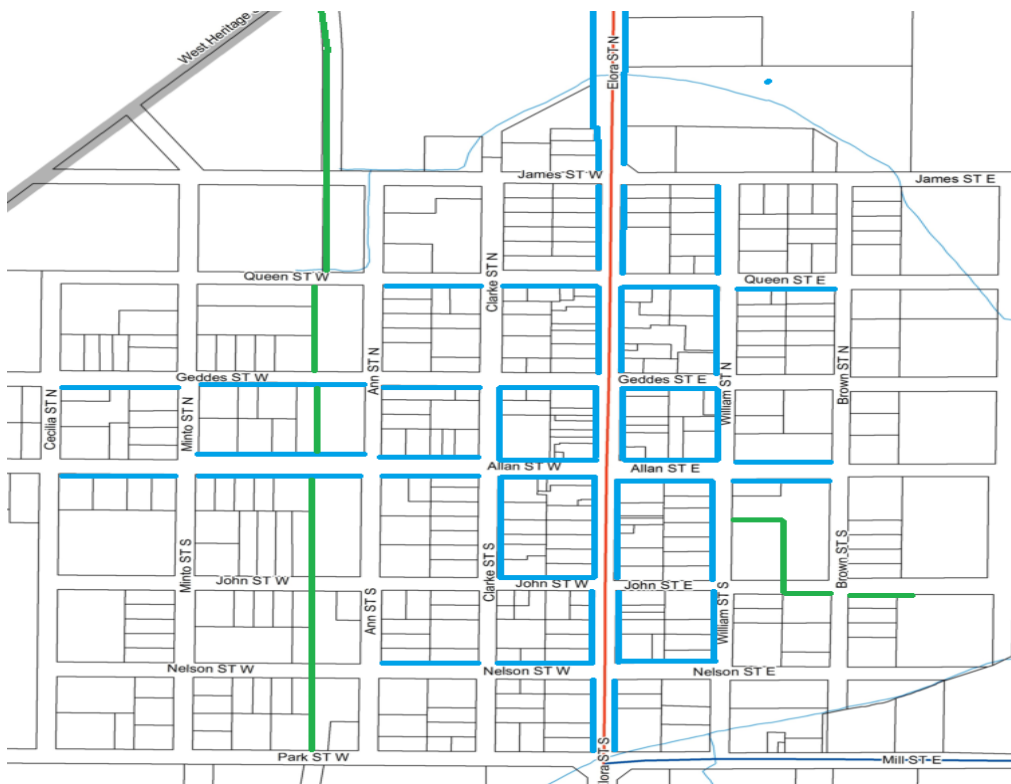 West Heritage
Elora ST N
James ST W
James ST E
Queen ST W
Clarke ST N
Queen ST E
Geddes ST W
Ann ST N
Geddes ST E
Cecilia ST N
Minto ST N
William ST N
Brown ST N
Allan ST W
Allan ST E
Minto ST S
Clarke ST S
Brown ST S
John ST W
John ST W
John ST E
Ann ST S
William ST S
Nelson ST W
Nelson ST W
Nelson ST E
Park ST W
lora ST S
Mill ST E